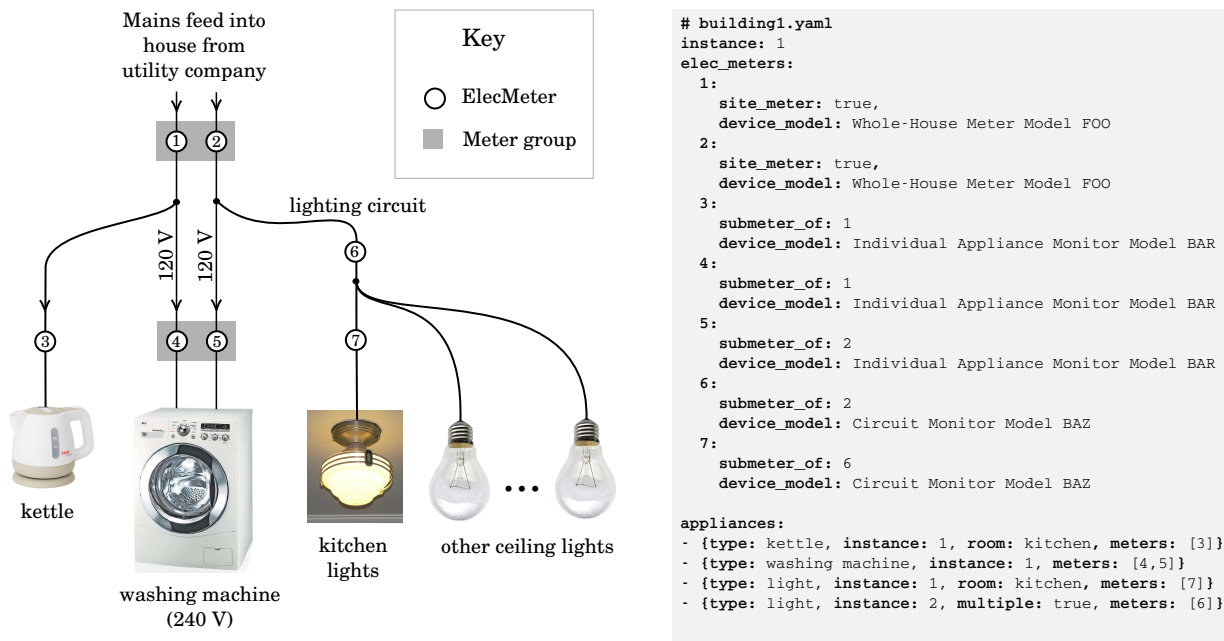 Mains feed into
house from
utility company
Key
ElecMeter
Meter group
1
2
lighting circuit
120 V
120 V
6
3
4
5
7
kettle
washing machine
(240 V)
kitchen
lights
...
other ceiling lights
# building1.yaml
instance: 1
elec_meters:
1:
site_meter: true,
device_model: Whole-House Meter Model FOO
2:
site_meter: true,
device_model: Whole-House Meter Model FOO
3:
submeter_of: 1
device_model: Individual Appliance Monitor Model BAR
4:
submeter_of: 1
device_model: Individual Appliance Monitor Model BAR
5:
submeter_of: 2
device_model: Individual Appliance Monitor Model BAR
6:
submeter_of: 2
device_model: Circuit Monitor Model BAZ
7:
submeter_of: 6
device_model: Circuit Monitor Model BAZ
appliances:
- {type: kettle, instance: 1, room: kitchen, meters: [3]}
- {type: washing machine, instance: 1, meters: [4,5]}
- {type: light, instance: 1, room: kitchen, meters: [7]}
- {type: light, instance: 2, multiple: true, meters: [6]}